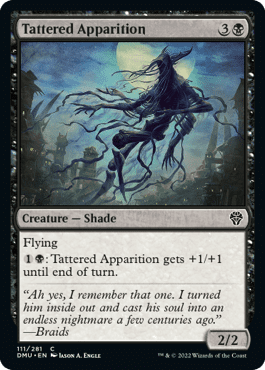 Tattered Apparition 3
Creature — Shade
Flying
1 : Tattered Apparition gets +1/+1
until end of turn.
“Ah yes, I remember that one. I turned
him inside out and cast his soul into an
endless nightmare a few centuries ago.”
—Braids
2/2
111/281 C
DMU • EN Iason A. Engle
™ & © 2022 Wizards of the Coast